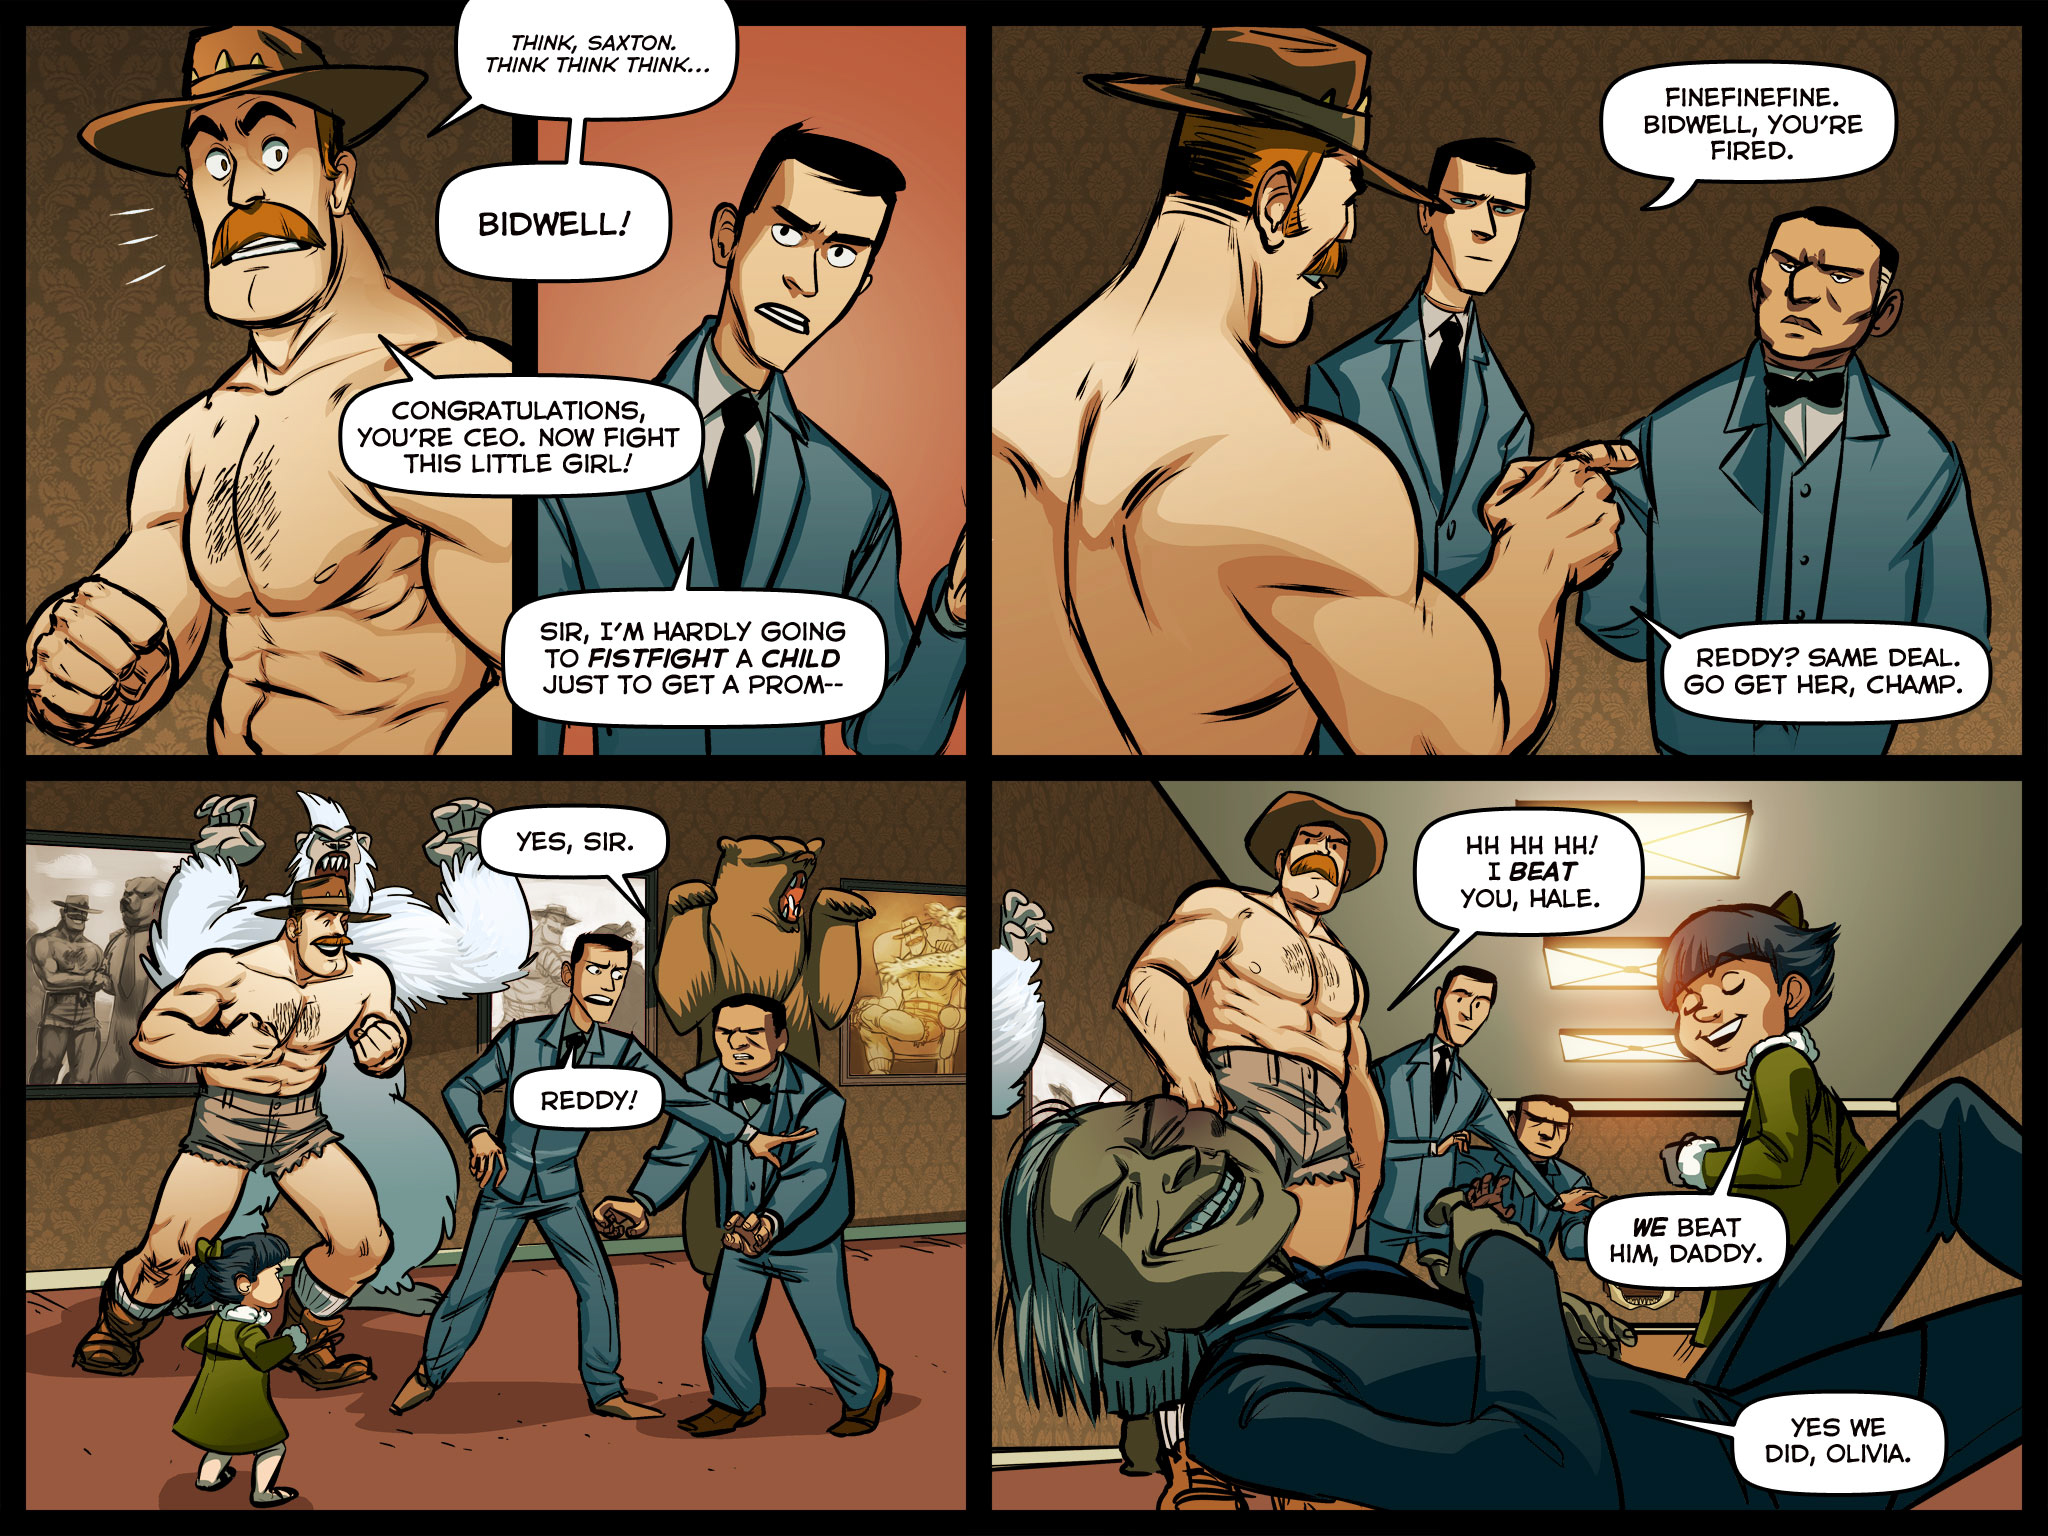 THINK, SAXTON.
THINK THINK THINK...
BIDWELL!
CONGRATULATIONS,
YOU'RE CEO. NOW FIGHT
THIS LITTLE GIRL!
SIR, I'M HARDLY GOING
TO FISTFIGHT A CHILD
JUST TO GET A PROM--
FINEFINEFINE.
BIDWELL, YOU'RE
FIRED.
REDDY? SAME DEAL.
GO GET HER, CHAMP.
YES, SIR.
REDDY!
HH HH HH!
I BEAT
YOU, HALE.
WE BEAT
HIM, DADDY.
YES WE
DID, OLIVIA.